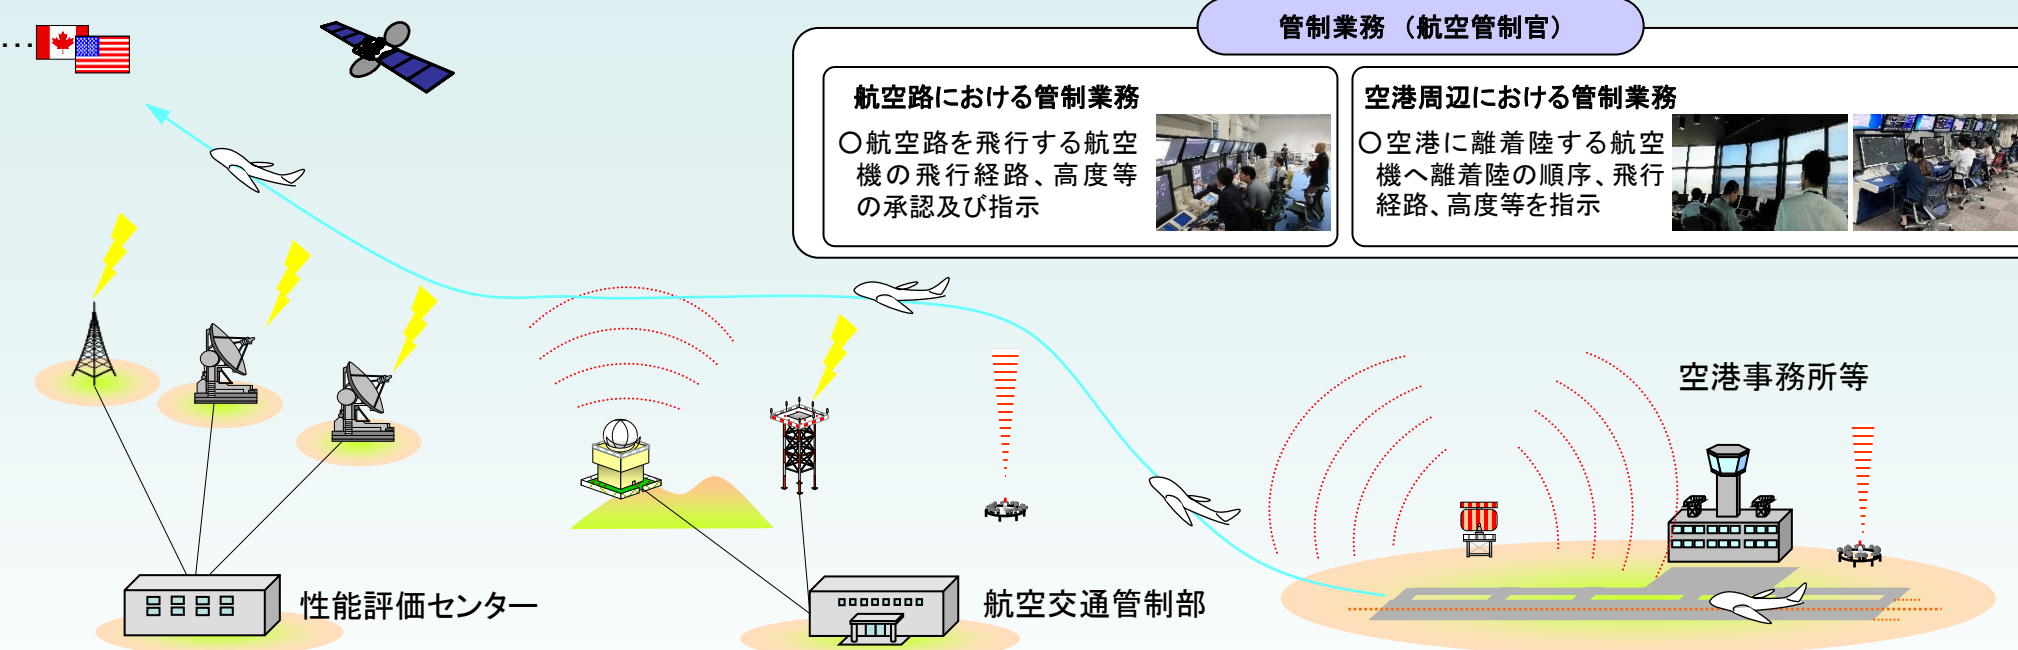 管制業務 （航空管制官）
…
航空路における管制業務
〇航空路を飛行する航空
機の飛行経路、高度等
の承認及び指示
空港周辺における管制業務
〇空港に離着陸する航空
機へ離着陸の順序、飛行
経路、高度等を指示
空港事務所等
性能評価センター
航空交通管制部